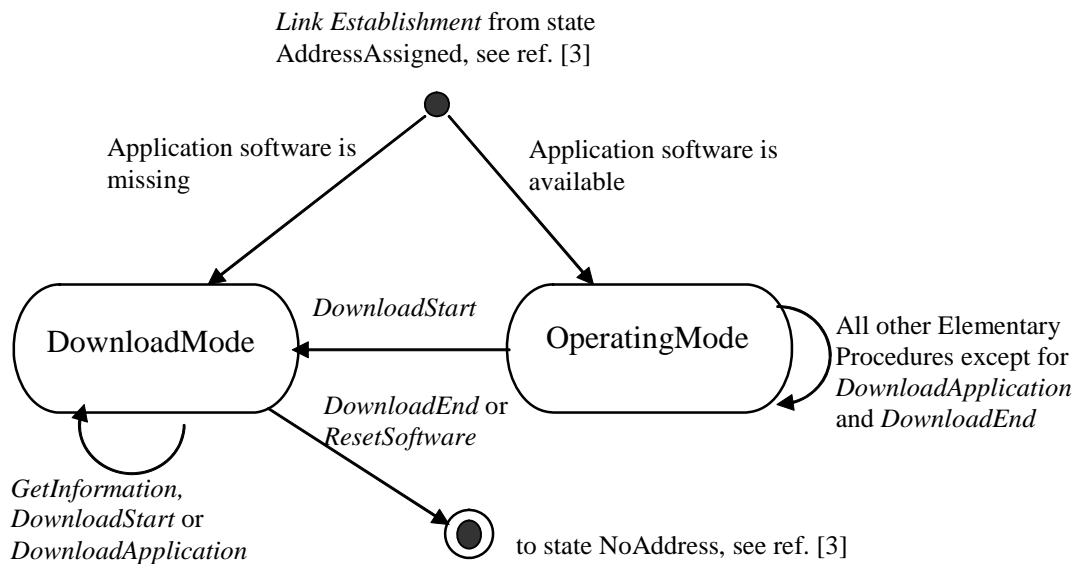 Link Establishment from state
AddressAssigned, see ref. [3]
Application software is
missing
Application software is
available
DownloadMode
DownloadStart
OperatingMode
All other Elementary
Procedures except for
DownloadApplication
and DownloadEnd
DownloadEnd or
ResetSoftware
GetInformation,
DownloadStart or
DownloadApplication
to state NoAddress, see ref. [3]